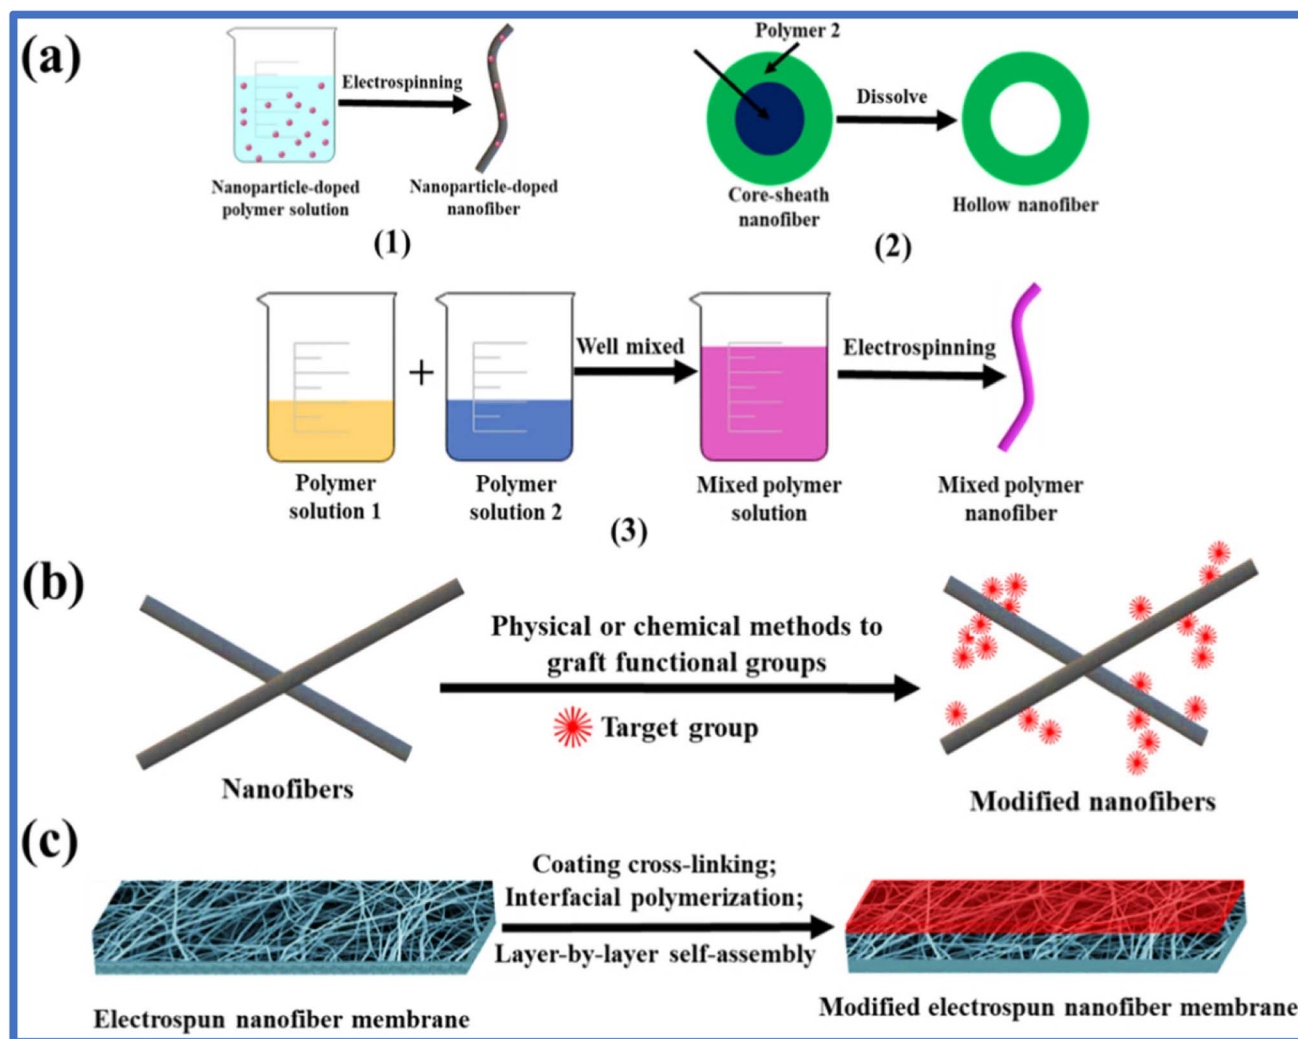 (a)
Electrospinning
Nanoparticle-doped
polymer solution
Nanoparticle-doped
nanofiber
(1)
Polymer 2
Dissolve
Core-sheath
nanofiber
Hollow nanofiber
(2)
+
Well mixed
Electrospinning
Polymer
solution 1
Polymer
solution 2
Mixed polymer
solution
Mixed polymer
nanofiber
(3)
(b)
Physical or chemical methods to
graft functional groups
Target group
Nanofibers
Modified nanofibers
(c)
Coating cross-linking;
Interfacial polymerization;
Layer-by-layer self-assembly
Electrospun nanofiber membrane
Modified electrospun nanofiber membrane